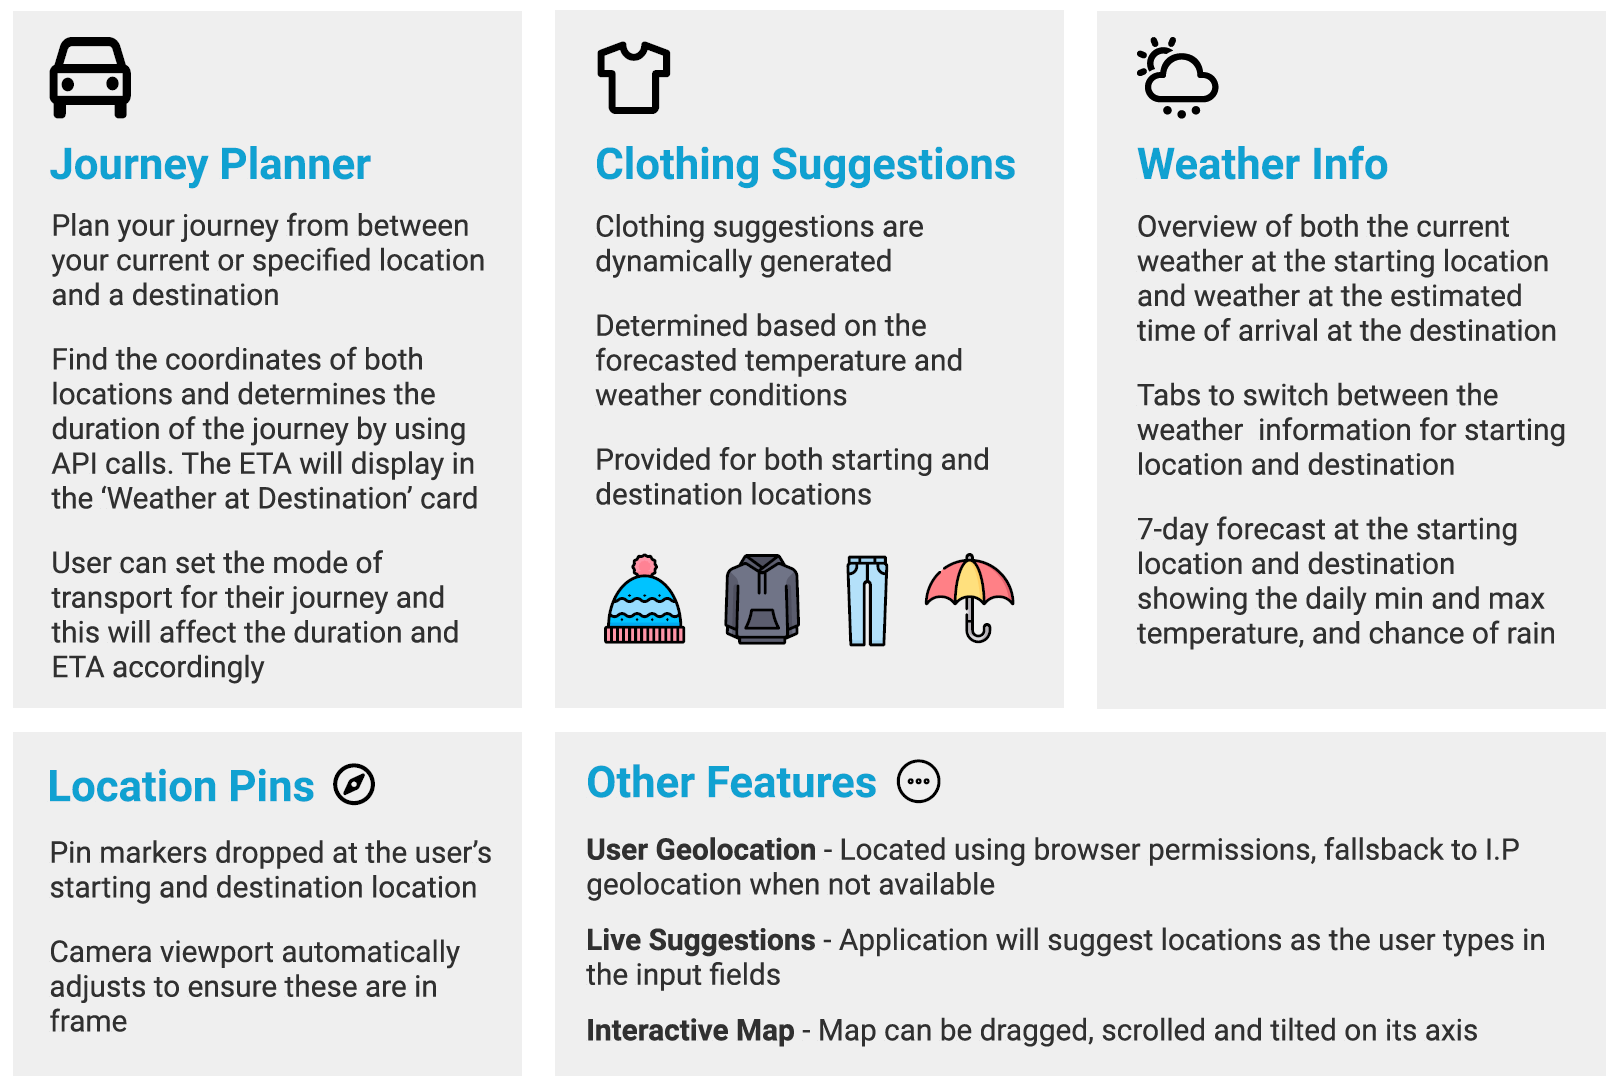 Journey Planner
Plan your journey from between
your current or specified location
and a destination
Find the coordinates of both
locations and determines the
duration of the journey by using
API calls. The ETA will display in
the ‘Weather at Destination’ card
User can set the mode of
transport for their journey and
this will affect the duration and
ETA accordingly
Clothing Suggestions
Clothing suggestions are
dynamically generated
Determined based on the
forecasted temperature and
weather conditions
Provided for both starting and
destination locations
Weather Info
Overview of both the current
weather at the starting location
and weather at the estimated
time of arrival at the destination
Tabs to switch between the
weather  information for starting
location and destination
7-day forecast at the starting
location and destination
showing the daily min and max
temperature, and chance of rain
Location Pins
Pin markers dropped at the user’s
starting and destination location
Camera viewport automatically
adjusts to ensure these are in
frame
Other Features
User Geolocation - Located using browser permissions, fallsback to I.P
geolocation when not available
Live Suggestions - Application will suggest locations as the user types in
the input fields
Interactive Map - Map can be dragged, scrolled and tilted on its axis